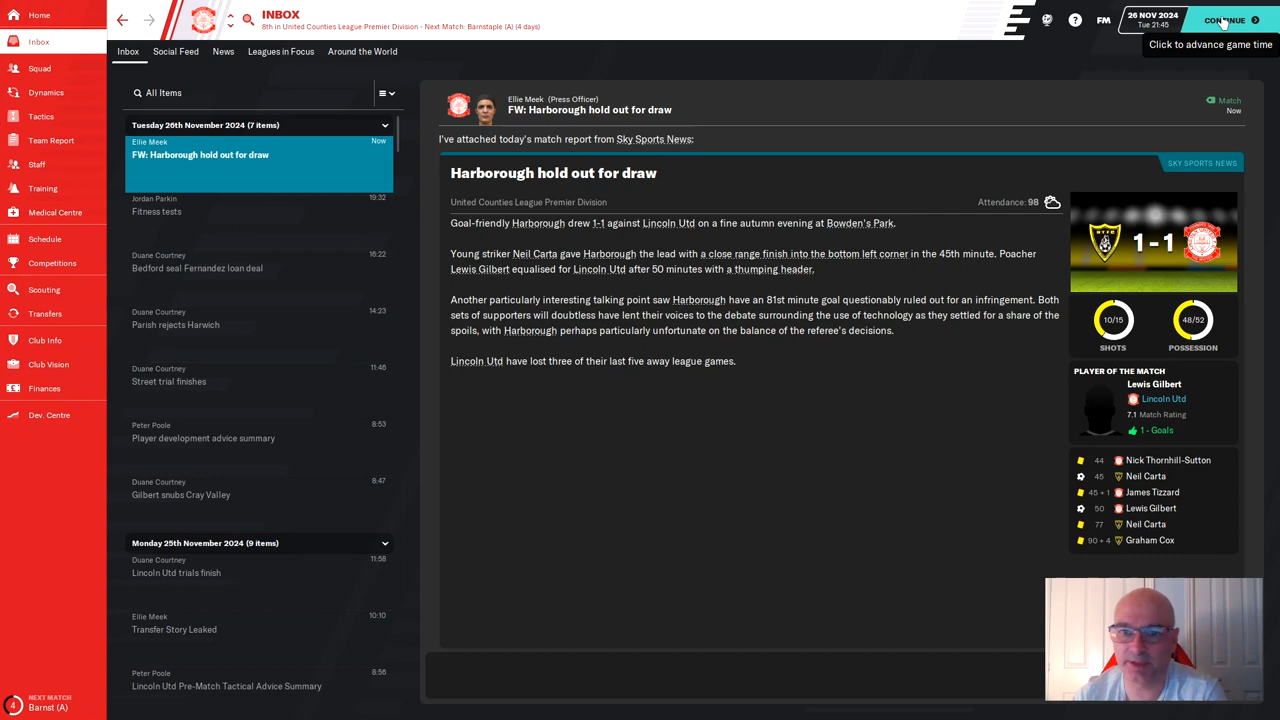 Home
INBOX
8th in United Counties League Premier Division - Next Match: Barnstaple (A) (4 days)
FM
26 NOV 2024
Tue 21:45
CONTINUE
Click to advance game time
Inbox
Squad
Dynamics
Tactics
Team Report
Staff
Training
Medical Centre
Schedule
Competitions
Scouting
Transfers
Club Info
Club Vision
Finances
Dev. Centre
4
NEXT MATCH
Barnst (A)
Inbox
Social Feed
News
Leagues in Focus
Around the World
All Items
Tuesday 26th November 2024 (7 items)
Ellie Meek
Now
FW: Harborough hold out for draw
Jordan Parkin
19:32
Fitness tests
Duane Courtney
16:22
Bedford seal Fernandez loan deal
Duane Courtney
14:23
Parish rejects Harwich
Duane Courtney
11:46
Street trial finishes
Peter Poole
8:53
Player development advice summary
Duane Courtney
8:47
Gilbert snubs Cray Valley
Monday 25th November 2024 (9 items)
Duane Courtney
11:58
Lincoln Utd trials finish
Ellie Meek
10:10
Transfer Story Leaked
Peter Poole
8:56
Lincoln Utd Pre-Match Tactical Advice Summary
Ellie Meek (Press Officer)
FW: Harborough hold out for draw
Match
Now
I've attached today's match report from Sky Sports News:
SKY SPORTS NEWS
Harborough hold out for draw
United Counties League Premier Division
Attendance: 98
Goal-friendly Harborough drew 1-1 against Lincoln Utd on a fine autumn evening at Bowden's Park.
Young striker Neil Carta gave Harborough the lead with a close range finish into the bottom left corner in the 45th minute. Poacher
Lewis Gilbert equalised for Lincoln Utd after 50 minutes with a thumping header.
Another particularly interesting talking point saw Harborough have an 81st minute goal questionably ruled out for an infringement. Both
sets of supporters will doubtless have lent their voices to the debate surrounding the use of technology as they settled for a share of the
spoils, with Harborough perhaps particularly unfortunate on the balance of the referee's decisions.
Lincoln Utd have lost three of their last five away league games.
1-1
10/15
SHOTS
48/52
POSSESSION
PLAYER OF THE MATCH
Lewis Gilbert
Lincoln Utd
7.1 Match Rating
1 - Goals
44 Nick Thornhill-Sutton
45 Neil Carta
45 + 1 James Tizzard
50 Lewis Gilbert
77 Neil Carta
90 + 4 Graham Cox